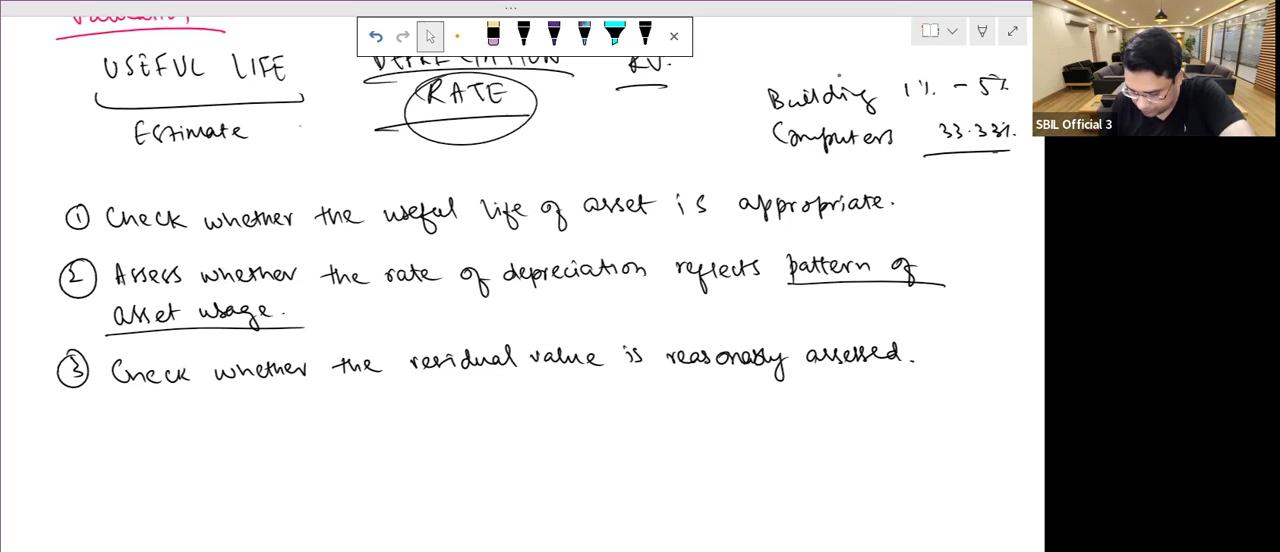 ...
USEFUL LIFE
DEPRECIATION
RV.
RATE
Estimate
Building 1% - 5%
Computers 33.33%.
SBIL Official 3
① Check whether the useful life of asset is appropriate.
② Assess whether the rate of depreciation reflects pattern of
asset usage.
③ Check whether the residual value is reasonably assessed.